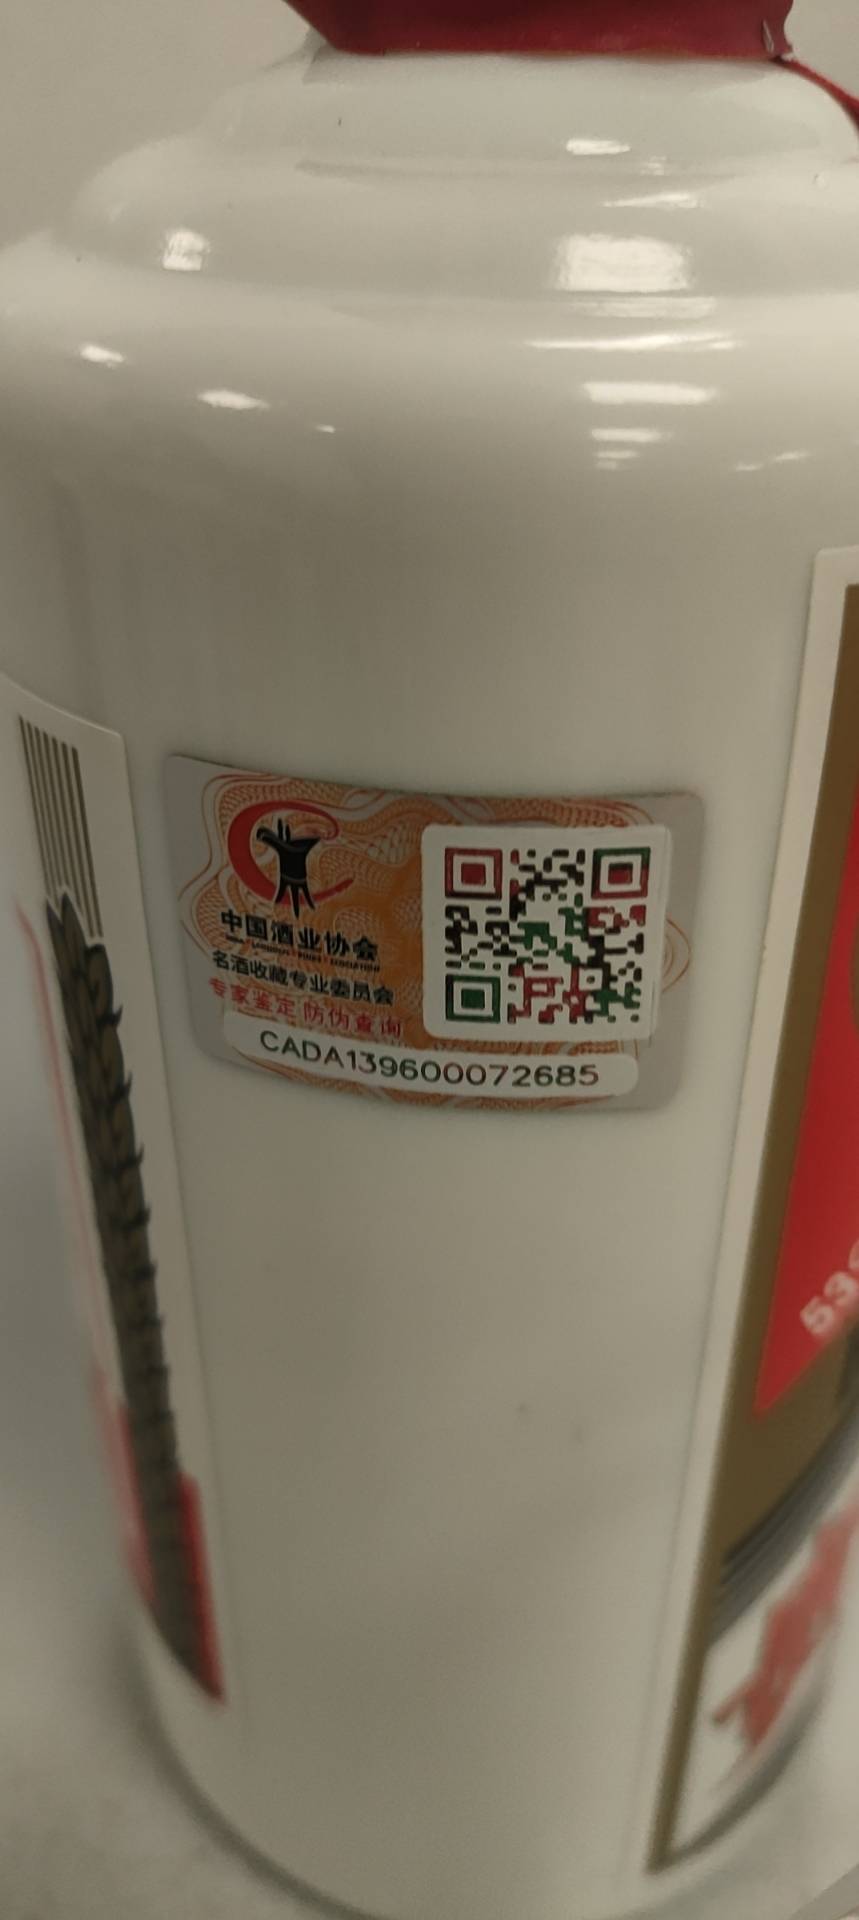 中国酒业协会
名酒收藏专业委员会
专家鉴定 防伪查询
CADA139600072685
53